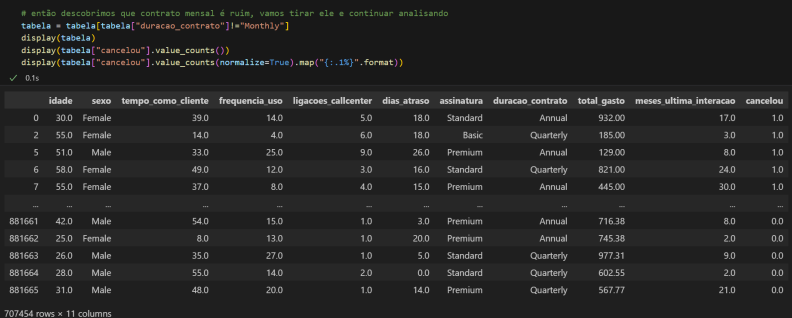 # então descobrimos que contrato mensal é ruim, vamos tirar ele e continuar analisando
tabela = tabela[tabela["duracao_contrato"]!="Monthly"]
display(tabela)
display(tabela["cancelou"].value_counts())
display(tabela["cancelou"].value_counts(normalize=True).map("{:.1%}".format))
✓ 0.1s
idade sexo tempo_como_cliente frequencia_uso ligacoes_callcenter dias_atraso assinatura duracao_contrato total_gasto meses_ultima_interacao cancelou
0 30.0 Female 39.0 14.0 5.0 18.0 Standard Annual 932.00 17.0 1.0
2 55.0 Female 14.0 4.0 6.0 18.0 Basic Quarterly 185.00 3.0 1.0
5 51.0 Male 33.0 25.0 9.0 26.0 Premium Annual 129.00 8.0 1.0
6 58.0 Female 49.0 12.0 3.0 16.0 Standard Quarterly 821.00 24.0 1.0
7 55.0 Female 37.0 8.0 4.0 15.0 Premium Annual 445.00 30.0 1.0
... ... ... ... ... ... ... ... ... ... ... ...
881661 42.0 Male 54.0 15.0 1.0 3.0 Premium Annual 716.38 8.0 0.0
881662 25.0 Female 8.0 13.0 1.0 20.0 Premium Annual 745.38 2.0 0.0
881663 26.0 Male 35.0 27.0 1.0 5.0 Standard Quarterly 977.31 9.0 0.0
881664 28.0 Male 55.0 14.0 2.0 0.0 Standard Quarterly 602.55 2.0 0.0
881665 31.0 Male 48.0 20.0 1.0 14.0 Premium Quarterly 567.77 21.0 0.0
707454 rows × 11 columns